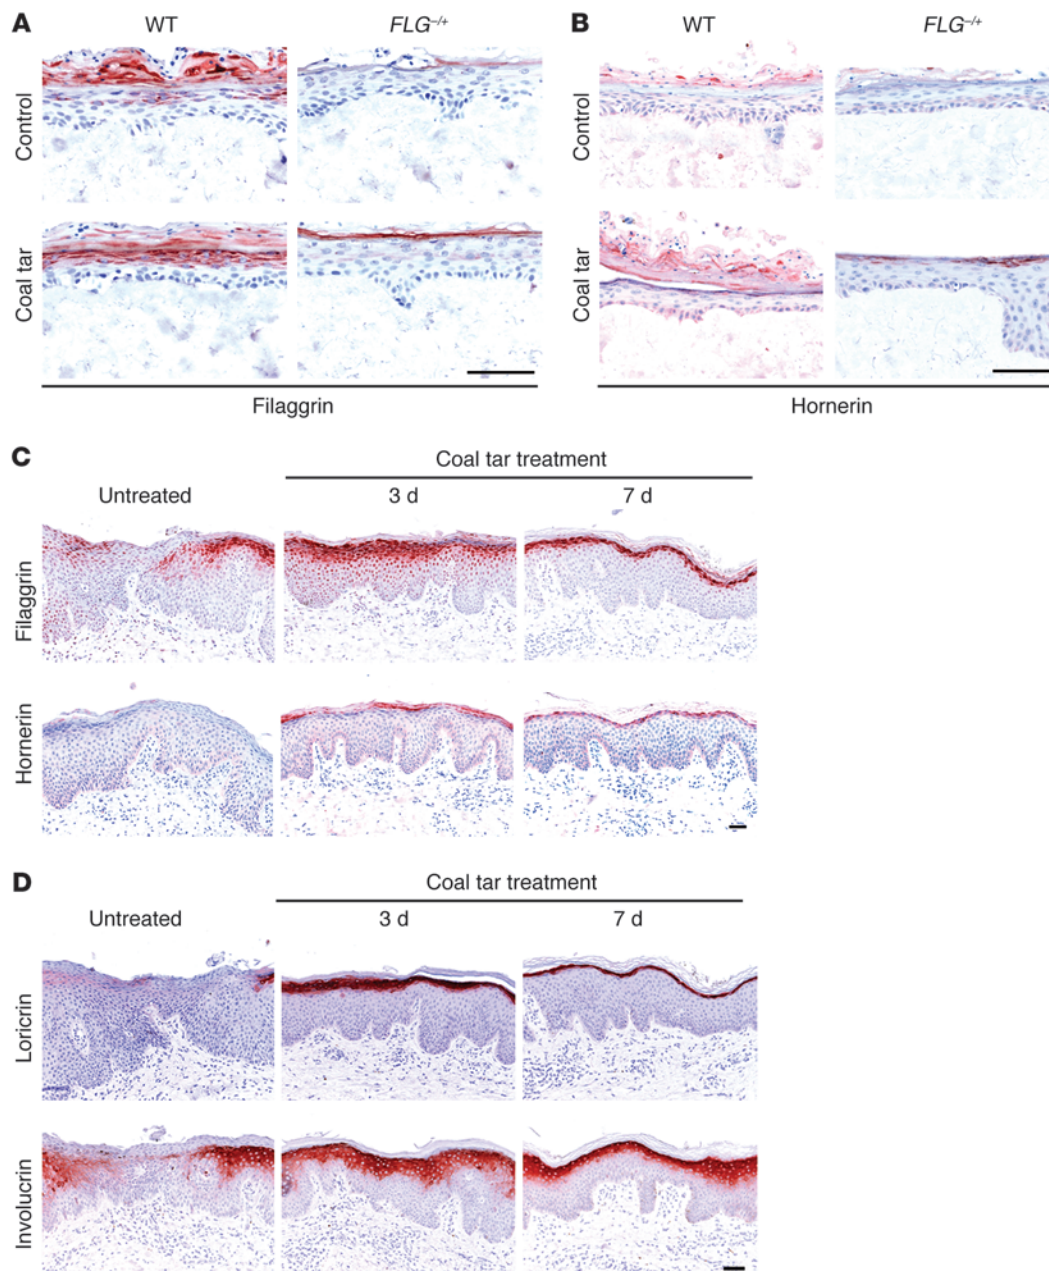 A
WT
FLG–/+
B
WT
FLG–/+
Control
Control
Coal tar
Coal tar
Filaggrin
Hornerin
C
Coal tar treatment
Untreated
3 d
7 d
Filaggrin
Hornerin
D
Coal tar treatment
Untreated
3 d
7 d
Loricrin
Involucrin